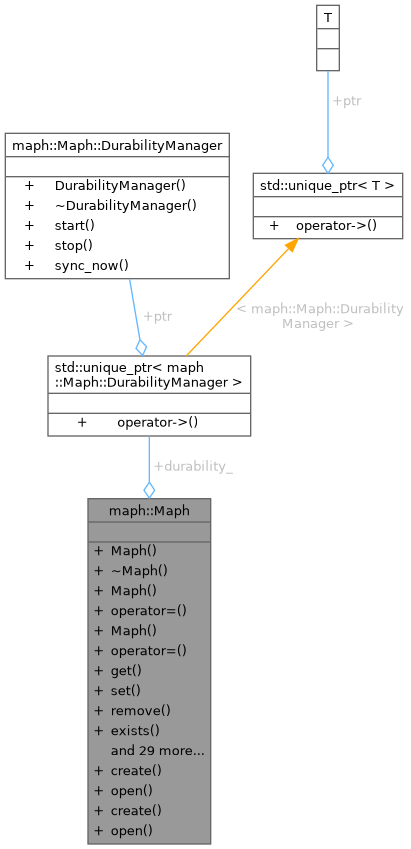 T
+ptr
maph::Maph::DurabilityManager
+ DurabilityManager()
+ ~DurabilityManager()
+ start()
+ stop()
+ sync_now()
std::unique_ptr< T >
+ operator->()
+ptr
< maph::Maph::Durability
Manager >
std::unique_ptr< maph
::Maph::DurabilityManager >
+ operator->()
+durability_
maph::Maph
+ Maph()
+ ~Maph()
+ Maph()
+ operator=()
+ Maph()
+ operator=()
+ get()
+ set()
+ remove()
+ exists()
and 29 more...
+ create()
+ open()
+ create()
+ open()